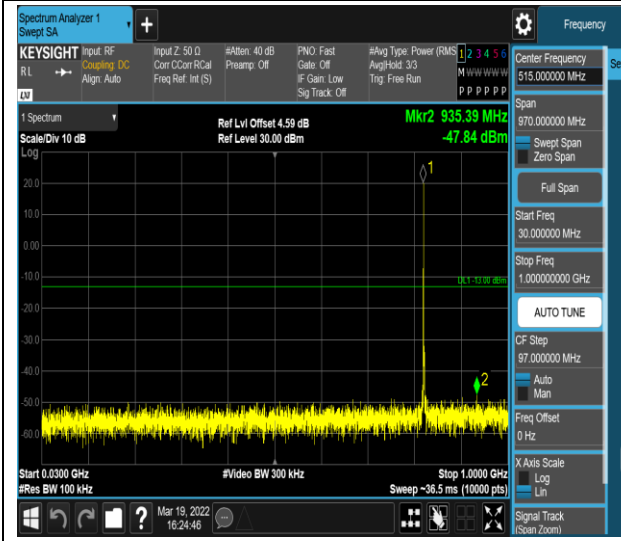 Spectrum Analyzer 1
Swept SA
Frequency
KEYSIGHT
RL
LXI
Input: RF
Coupling: DC
Align: Auto
Input Z: 50 Ω
Corr CCorr RCal
Freq Ref: Int (S)
#Atten: 40 dB
Preamp: Off
PNO: Fast
Gate: Off
IF Gain: Low
Sig Track: Off
#Avg Type: Power (RMS
Avg|Hold: 3/3
Trig: Free Run
1 2 3 4 5 6
M W W W W W
P P P P P P
1 Spectrum
Scale/Div 10 dB
Log
Ref Lvl Offset 4.59 dB
Ref Level 30.00 dBm
Mkr2 935.39 MHz
-47.84 dBm
1
20.0
10.0
0.00
-10.0
DL1 -13.00 dBm
-20.0
-30.0
-40.0
2
-50.0
-60.0
Start 0.0300 GHz
#Res BW 100 kHz
#Video BW 300 kHz
Stop 1.0000 GHz
Sweep ~36.5 ms (10000 pts)
?
Mar 19, 2022
16:24:46
Center Frequency
515.000000 MHz
Se
Span
970.000000 MHz
Swept Span
Zero Span
Full Span
Start Freq
30.000000 MHz
Stop Freq
1.000000000 GHz
AUTO TUNE
CF Step
97.000000 MHz
Auto
Man
Freq Offset
0 Hz
X Axis Scale
Log
Lin
Signal Track
(Span Zoom)